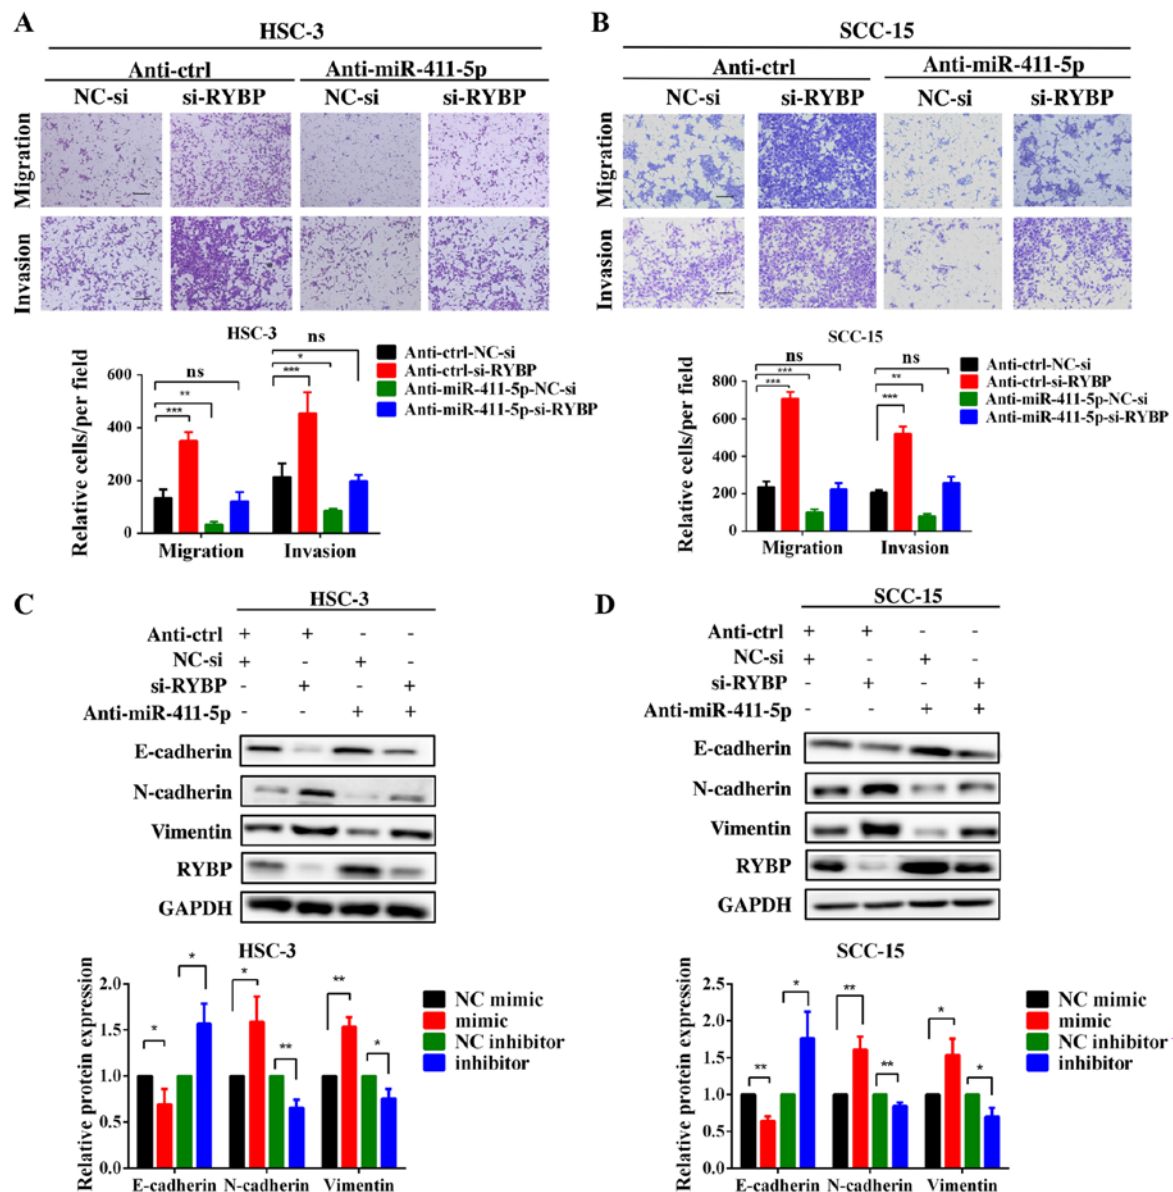 A
HSC-3
Anti-ctrl Anti-miR-411-5p
NC-si si-RYBP NC-si si-RYBP
Migration
Invasion
HSC-3
Relative cells/per field
600
400
200
0
ns
**
***
ns
*
***
Migration Invasion
Anti-ctrl-NC-si
Anti-ctrl-si-RYBP
Anti-miR-411-5p-NC-si
Anti-miR-411-5p-si-RYBP
B
SCC-15
Anti-ctrl Anti-miR-411-5p
NC-si si-RYBP NC-si si-RYBP
Migration
Invasion
SCC-15
Relative cells/per field
800
600
400
200
0
ns
***
***
ns
**
***
Migration Invasion
Anti-ctrl-NC-si
Anti-ctrl-si-RYBP
Anti-miR-411-5p-NC-si
Anti-miR-411-5p-si-RYBP
C
HSC-3
Anti-ctrl + + - -
NC-si + - + -
si-RYBP - + - +
Anti-miR-411-5p - - + +
E-cadherin
N-cadherin
Vimentin
RYBP
GAPDH
HSC-3
Relative protein expression
2.0
1.5
1.0
0.5
0.0
* * * ** ** *
E-cadherin N-cadherin Vimentin
NC mimic
mimic
NC inhibitor
inhibitor
D
SCC-15
Anti-ctrl + + - -
NC-si + - + -
si-RYBP - + - +
Anti-miR-411-5p - - + +
E-cadherin
N-cadherin
Vimentin
RYBP
GAPDH
SCC-15
Relative protein expression
2.5
2.0
1.5
1.0
0.5
0.0
** * ** ** * *
E-cadherin N-cadherin Vimentin
NC mimic
mimic
NC inhibitor
inhibitor